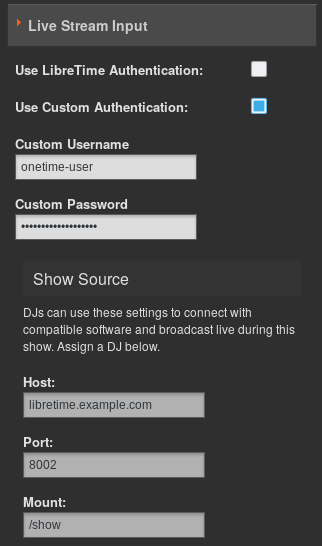 Live Stream Input
Use LibreTime Authentication:
Use Custom Authentication:
Custom Username
onetime-user
Custom Password
•••••••••••••••••••
Show Source
DJs can use these settings to connect with
compatible software and broadcast live during this
show. Assign a DJ below.
Host:
libretime.example.com
Port:
8002
Mount:
/show